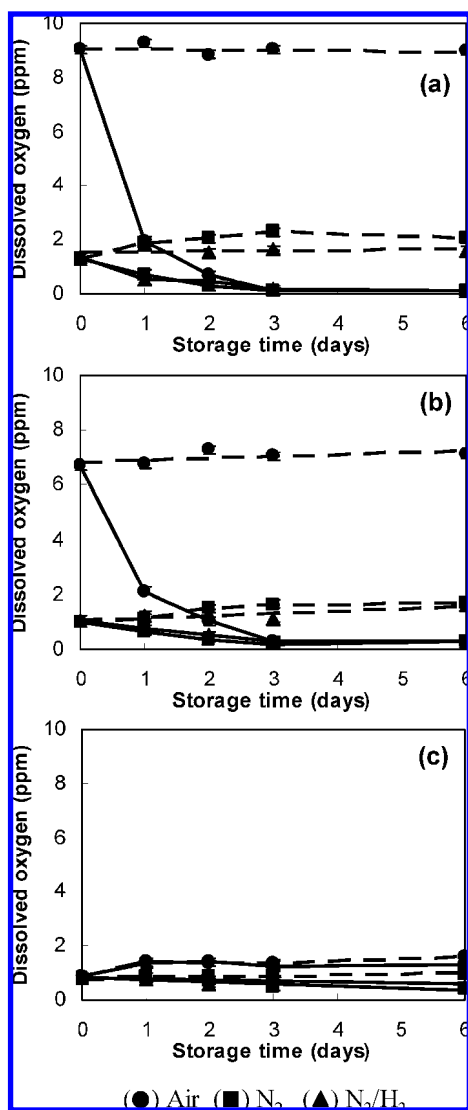 10
8
6
4
2
0
Dissolved oxygen (ppm)
(a)
0 1 2 3 4 5 6
Storage time (days)
10
8
6
4
2
0
Dissolved oxygen (ppm)
(b)
0 1 2 3 4 5 6
Storage time (days)
10
8
6
4
2
0
Dissolved oxygen (ppm)
(c)
0 1 2 3 4 5 6
Storage time (days)
(●) Air (■) N₂ (▲) N₂/H₂